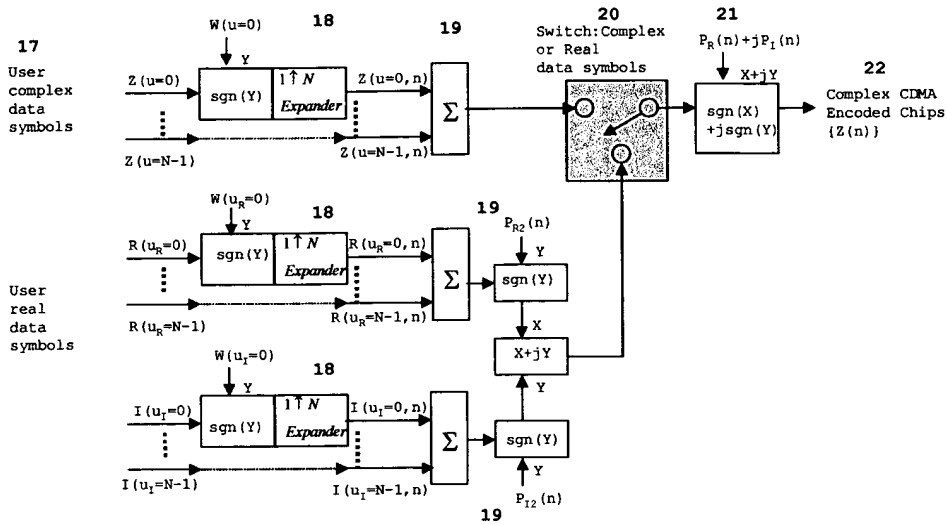 17
User
complex
data
symbols
W(u=0)
18
Y
Z(u=0)
sgn(Y)
1↑N
Expander
Z(u=0,n)
Z(u=N-1)
Z(u=N-1,n)
19
Σ
20
Switch:Complex
or Real
data symbols
21
P_R(n)+jP_I(n)
X+jY
sgn(X)
+jsgn(Y)
22
Complex CDMA
Encoded Chips
{Z(n)}
User
real
data
symbols
W(u_R=0)
18
Y
R(u_R=0)
sgn(Y)
1↑N
Expander
R(u_R=0,n)
R(u_R=N-1)
R(u_R=N-1,n)
19
Σ
P_R2(n)
Y
sgn(Y)
X
X+jY
Y
W(u_I=0)
18
Y
I(u_I=0)
sgn(Y)
1↑N
Expander
I(u_I=0,n)
I(u_I=N-1)
I(u_I=N-1,n)
Σ
sgn(Y)
Y
P_I2(n)
19